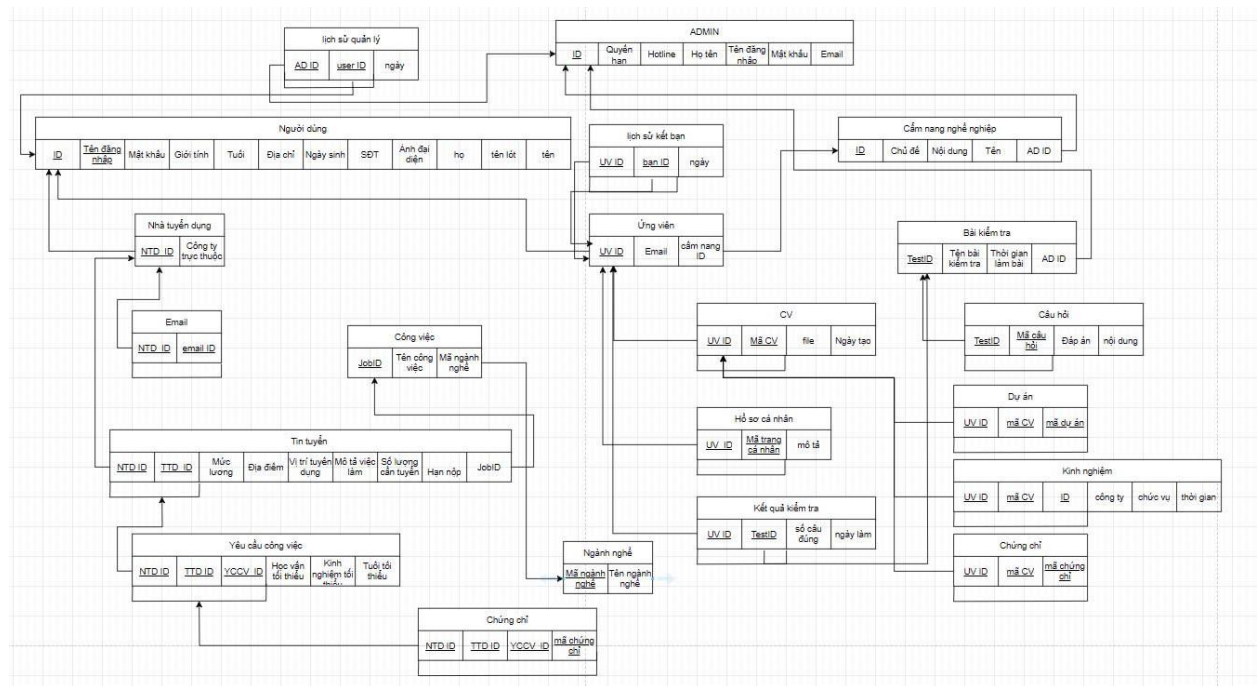 lịch sử quản lý
AD ID user ID ngày
ADMIN
ID Quyền hạn Hotline Họ tên Tên đăng nhập Mật khẩu Email
Người dùng
ID Tên đăng nhập Mật khẩu Giới tính Tuổi Địa chỉ Ngày sinh SĐT Ảnh đại diện họ tên lót tên
lịch sử kết bạn
UV ID bạn ID ngày
Cẩm nang nghề nghiệp
ID Chủ đề Nội dung Tên AD ID
Nhà tuyển dụng
NTD ID Công ty trực thuộc
Ứng viên
UV ID Email cẩm nang ID
Bài kiểm tra
TestID Tên bài kiểm tra Thời gian làm bài AD ID
Email
NTD ID email ID
Công việc
JobID Tên công việc Mã ngành nghề
CV
UV ID Mã CV file Ngày tạo
Câu hỏi
TestID Mã câu hỏi Đáp án nội dung
Dự án
UV ID mã CV mã dự án
Hồ sơ cá nhân
UV ID Mã trang cá nhân mô tả
Tin tuyển
NTD ID TTD ID Mức lương Địa điểm Vị trí tuyển dụng Mô tả việc làm Số lượng cần tuyển Hạn nộp JobID
Kinh nghiệm
UV ID mã CV ID công ty chức vụ thời gian
Kết quả kiểm tra
UV ID TestID số câu đúng ngày làm
Yêu cầu công việc
NTD ID TTD ID YCCV ID Học vấn tối thiểu Kinh nghiệm tối thiểu Tuổi tối thiểu
Ngành nghề
Mã ngành nghề Tên ngành nghề
Chứng chỉ
UV ID mã CV mã chứng chỉ
Chứng chỉ
NTD ID TTD ID YCCV ID mã chứng chỉ